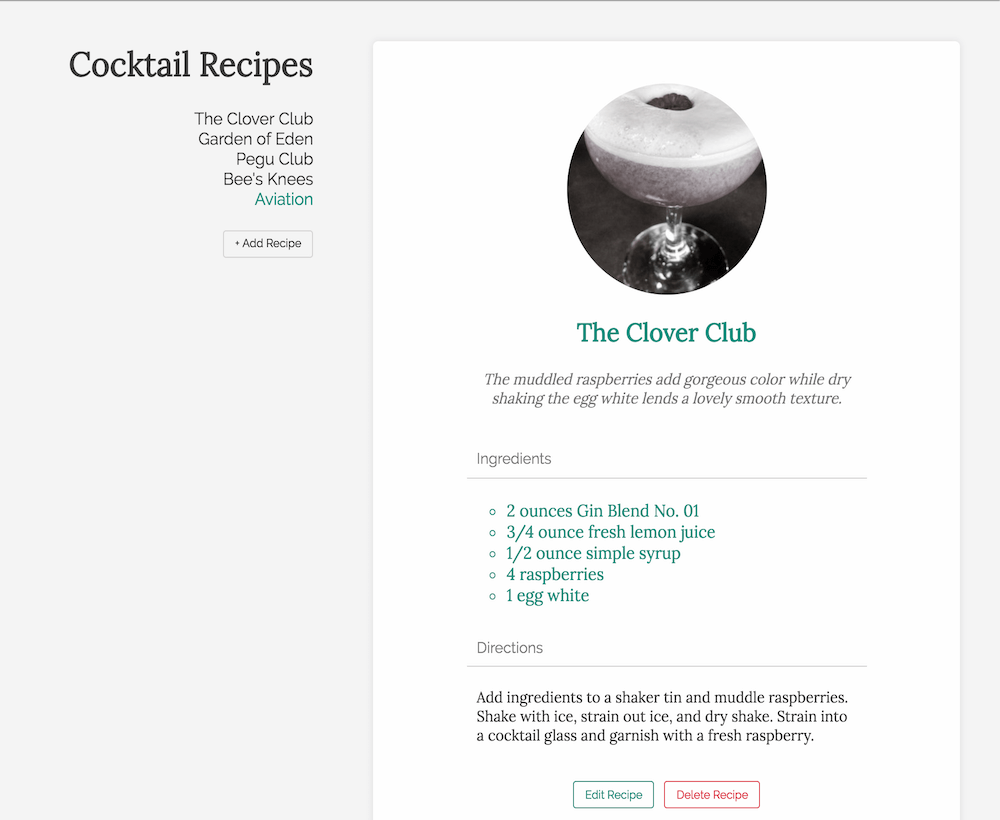 Cocktail Recipes
The Clover Club
Garden of Eden
Pegu Club
Bee's Knees
Aviation
+ Add Recipe
The Clover Club
The muddled raspberries add gorgeous color while dry
shaking the egg white lends a lovely smooth texture.
Ingredients
2 ounces Gin Blend No. 01
3/4 ounce fresh lemon juice
1/2 ounce simple syrup
4 raspberries
1 egg white
Directions
Add ingredients to a shaker tin and muddle raspberries.
Shake with ice, strain out ice, and dry shake. Strain into
a cocktail glass and garnish with a fresh raspberry.
Edit Recipe
Delete Recipe